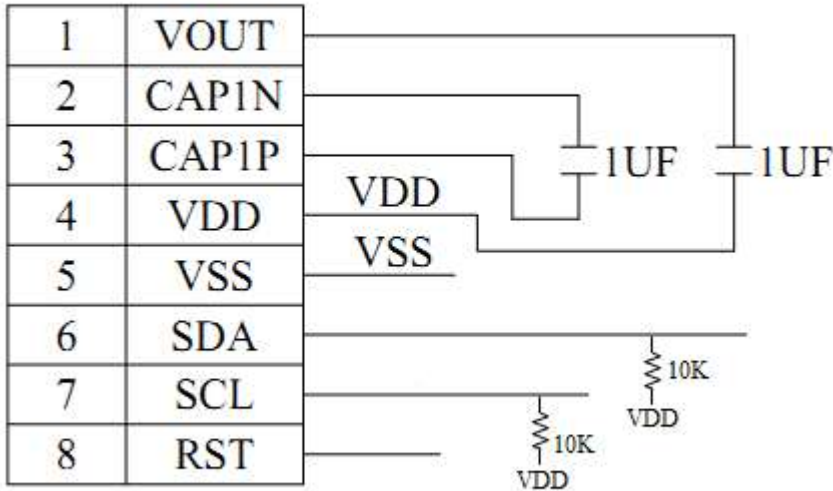 1 VOUT
2 CAP1N
3 CAP1P 1UF 1UF
4 VDD VDD
5 VSS VSS
6 SDA
10K
7 SCL
VDD
8 RST 10K
VDD